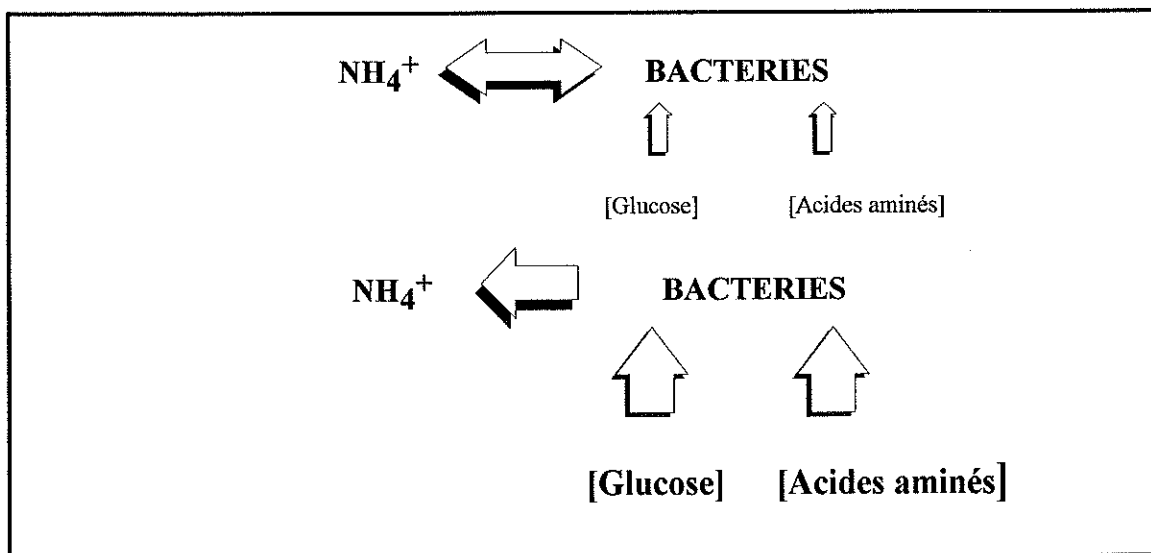 NH4+ BACTERIES
[Glucose] [Acides aminés]
NH4+ BACTERIES
[Glucose] [Acides aminés]